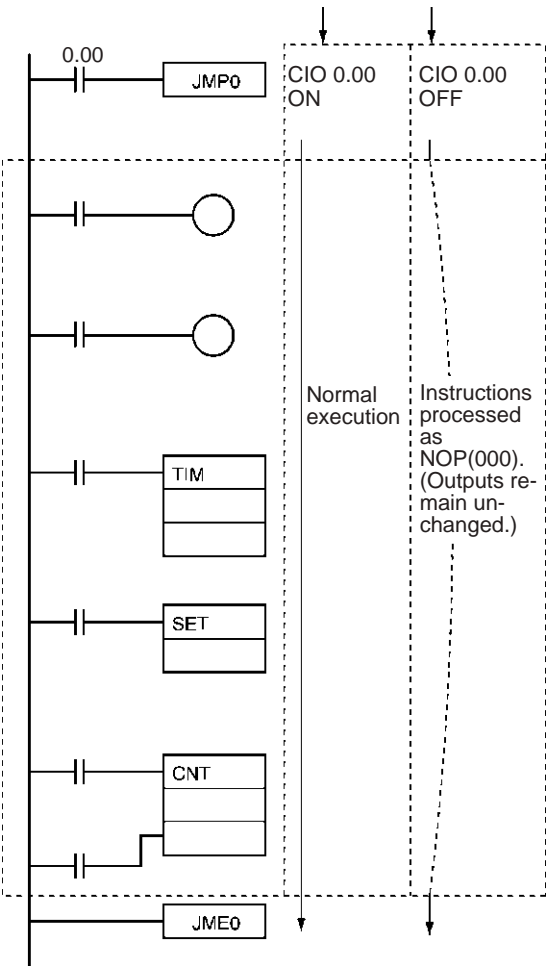 0.00
JMP0
CIO 0.00
ON
CIO 0.00
OFF
Normal
execution
Instructions
processed
as
NOP(000).
(Outputs re-
main un-
changed.)
TIM
SET
CNT
JME0